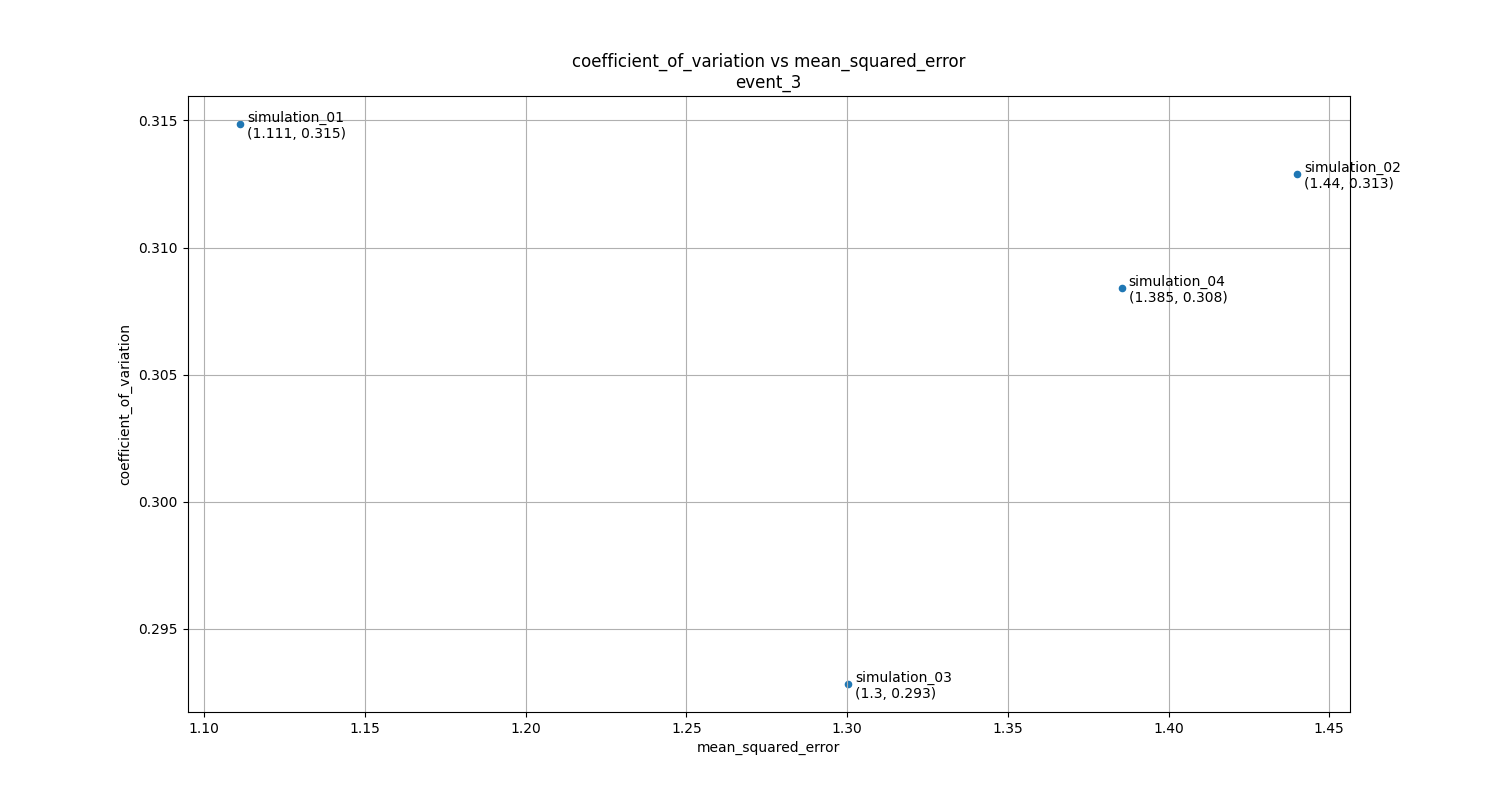 coefficient_of_variation vs mean_squared_error
event_3
0.315
simulation_01
(1.111, 0.315)
simulation_02
(1.44, 0.313)
0.310
simulation_04
(1.385, 0.308)
0.305
coefficient_of_variation
0.300
0.295
simulation_03
(1.3, 0.293)
1.10 1.15 1.20 1.25 1.30 1.35 1.40 1.45
mean_squared_error